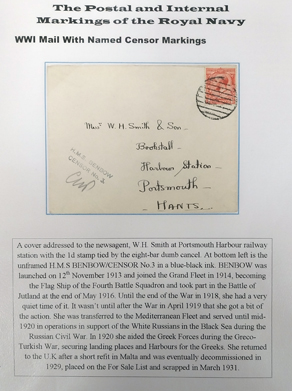 The Postal and Internal
Markings of the Royal Navy
WWI Mail With Named Censor Markings
Messrs W. H. Smith & Son
Bookstall
Harbour Station
Portsmouth
HANTS.
H.M.S. BENBOW
CENSOR No. 3
A cover addressed to the newsagent, W.H. Smith at Portsmouth Harbour railway
station with the 1d stamp tied by the eight-bar dumb cancel. At bottom left is the
unframed H.M.S HENBOW/CENSOR No.3 in a blue-black ink. BENBOW was
launched on 12th November 1913 and joined the Grand Fleet in 1914, becoming
the Flag Ship of the Fourth Battle Squadron and took part in the Battle of
Jutland at the end of May 1916. Until the end of the War in 1918, she had a very
quiet time of it. It wasn't until after the War in April 1919 that she got a bit of
the action. She was transferred to the Mediterranean Fleet and served until mid-
1920 in operations in support of the White Russians in the Black Sea during the
Russian Civil War. In 1920 she aided the Greek Forces during the Greco-
Turkish War, securing landing places and Harbours for the Greeks. She returned
to the U.K after a short refit in Malta and was eventually decommissioned in
1929, placed on the For Sale List and scrapped in March 1931.